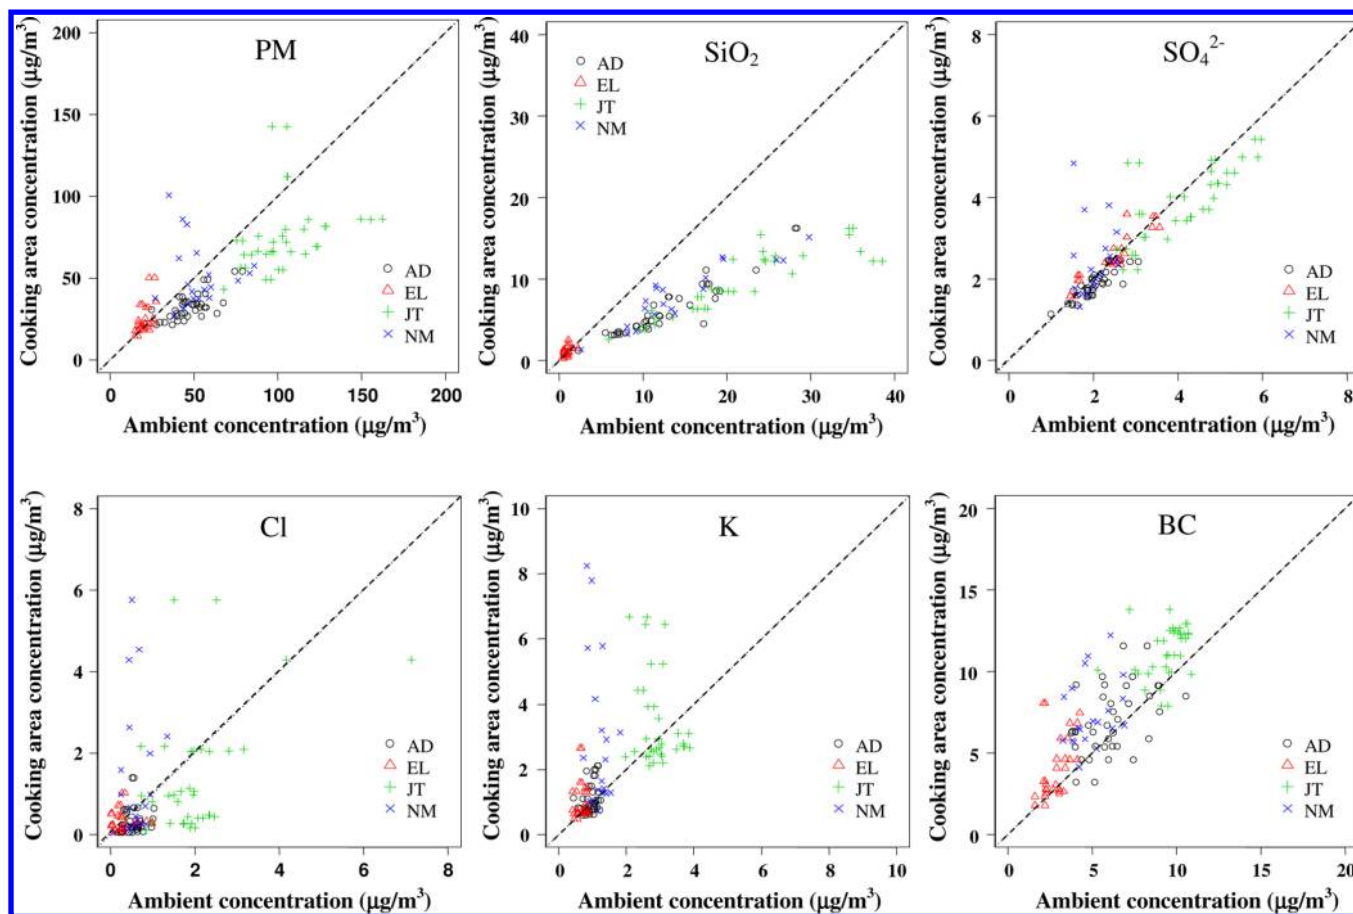 PM
Cooking area concentration (µg/m³)
200
150
100
50
0
AD
EL
JT
NM
0 50 100 150 200
Ambient concentration (µg/m³)
SiO₂
Cooking area concentration (µg/m³)
40
30
20
10
0
AD
EL
JT
NM
0 10 20 30 40
Ambient concentration (µg/m³)
SO₄²⁻
Cooking area concentration (µg/m³)
8
6
4
2
0
AD
EL
JT
NM
0 2 4 6 8
Ambient concentration (µg/m³)
Cl
Cooking area concentration (µg/m³)
8
6
4
2
0
AD
EL
JT
NM
0 2 4 6 8
Ambient concentration (µg/m³)
K
Cooking area concentration (µg/m³)
10
8
6
4
2
0
AD
EL
JT
NM
0 2 4 6 8 10
Ambient concentration (µg/m³)
BC
Cooking area concentration (µg/m³)
20
15
10
5
0
AD
EL
JT
NM
0 5 10 15 20
Ambient concentration (µg/m³)